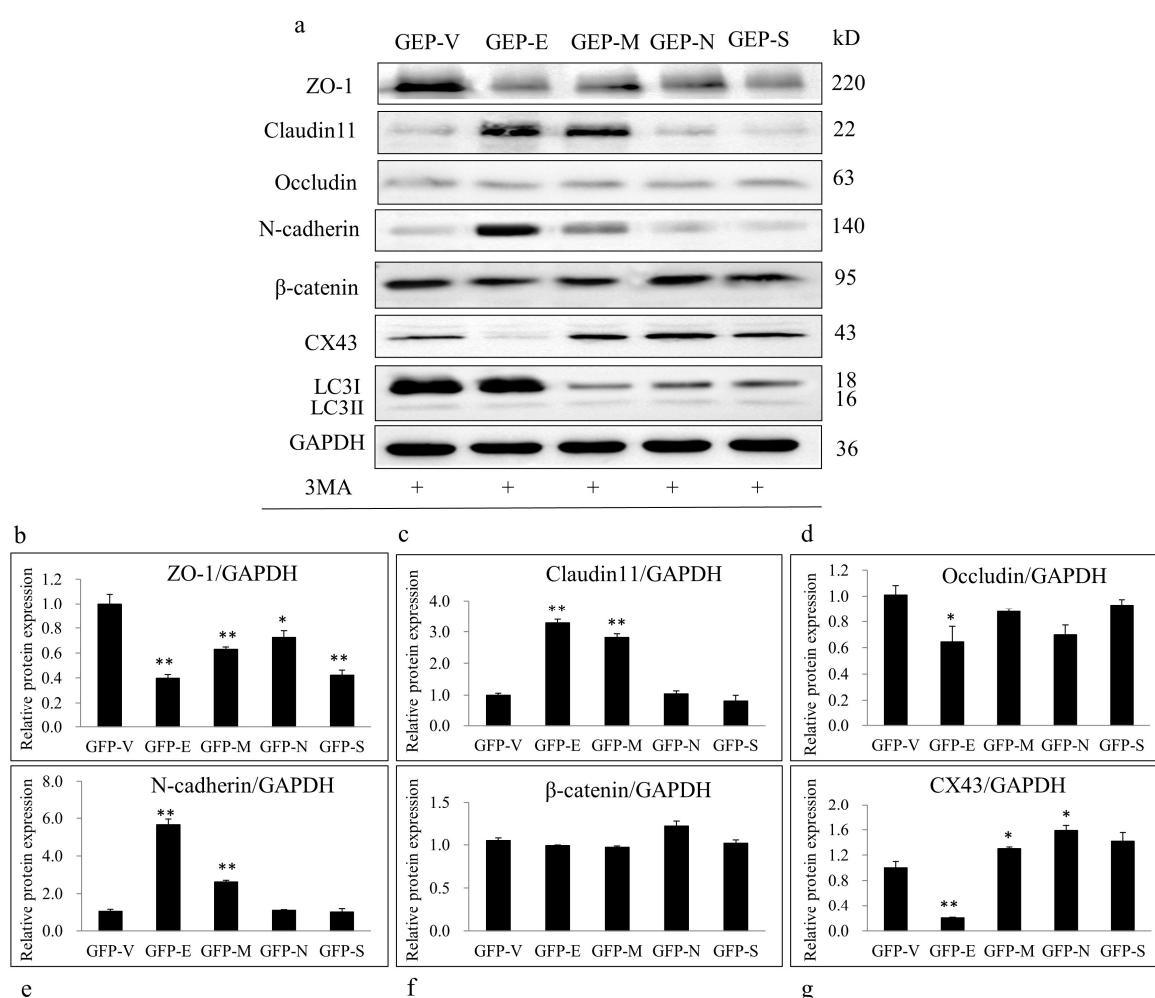 a
GEP-V GEP-E GEP-M GEP-N GEP-S kD
ZO-1 220
Claudin11 22
Occludin 63
N-cadherin 140
β-catenin 95
CX43 43
LC3I 18
LC3II 16
GAPDH 36
3MA + + + + +
b
ZO-1/GAPDH
Relative protein expression
1.2
1.0
0.8
0.6
0.4
0.2
0.0
** ** * **
GFP-V GFP-E GFP-M GFP-N GFP-S
c
Claudin11/GAPDH
Relative protein expression
4.0
3.0
2.0
1.0
0.0
** **
GFP-V GFP-E GFP-M GFP-N GFP-S
d
Occludin/GAPDH
Relative protein expression
1.2
1.0
0.8
0.6
0.4
0.2
0.0
*
GFP-V GFP-E GFP-M GFP-N GFP-S
N-cadherin/GAPDH
Relative protein expression
8.0
6.0
4.0
2.0
0.0
** **
GFP-V GFP-E GFP-M GFP-N GFP-S
e
β-catenin/GAPDH
Relative protein expression
1.5
1.0
0.5
0.0
GFP-V GFP-E GFP-M GFP-N GFP-S
f
CX43/GAPDH
Relative protein expression
2.0
1.6
1.2
0.8
0.4
0.0
** * *
GFP-V GFP-E GFP-M GFP-N GFP-S
g